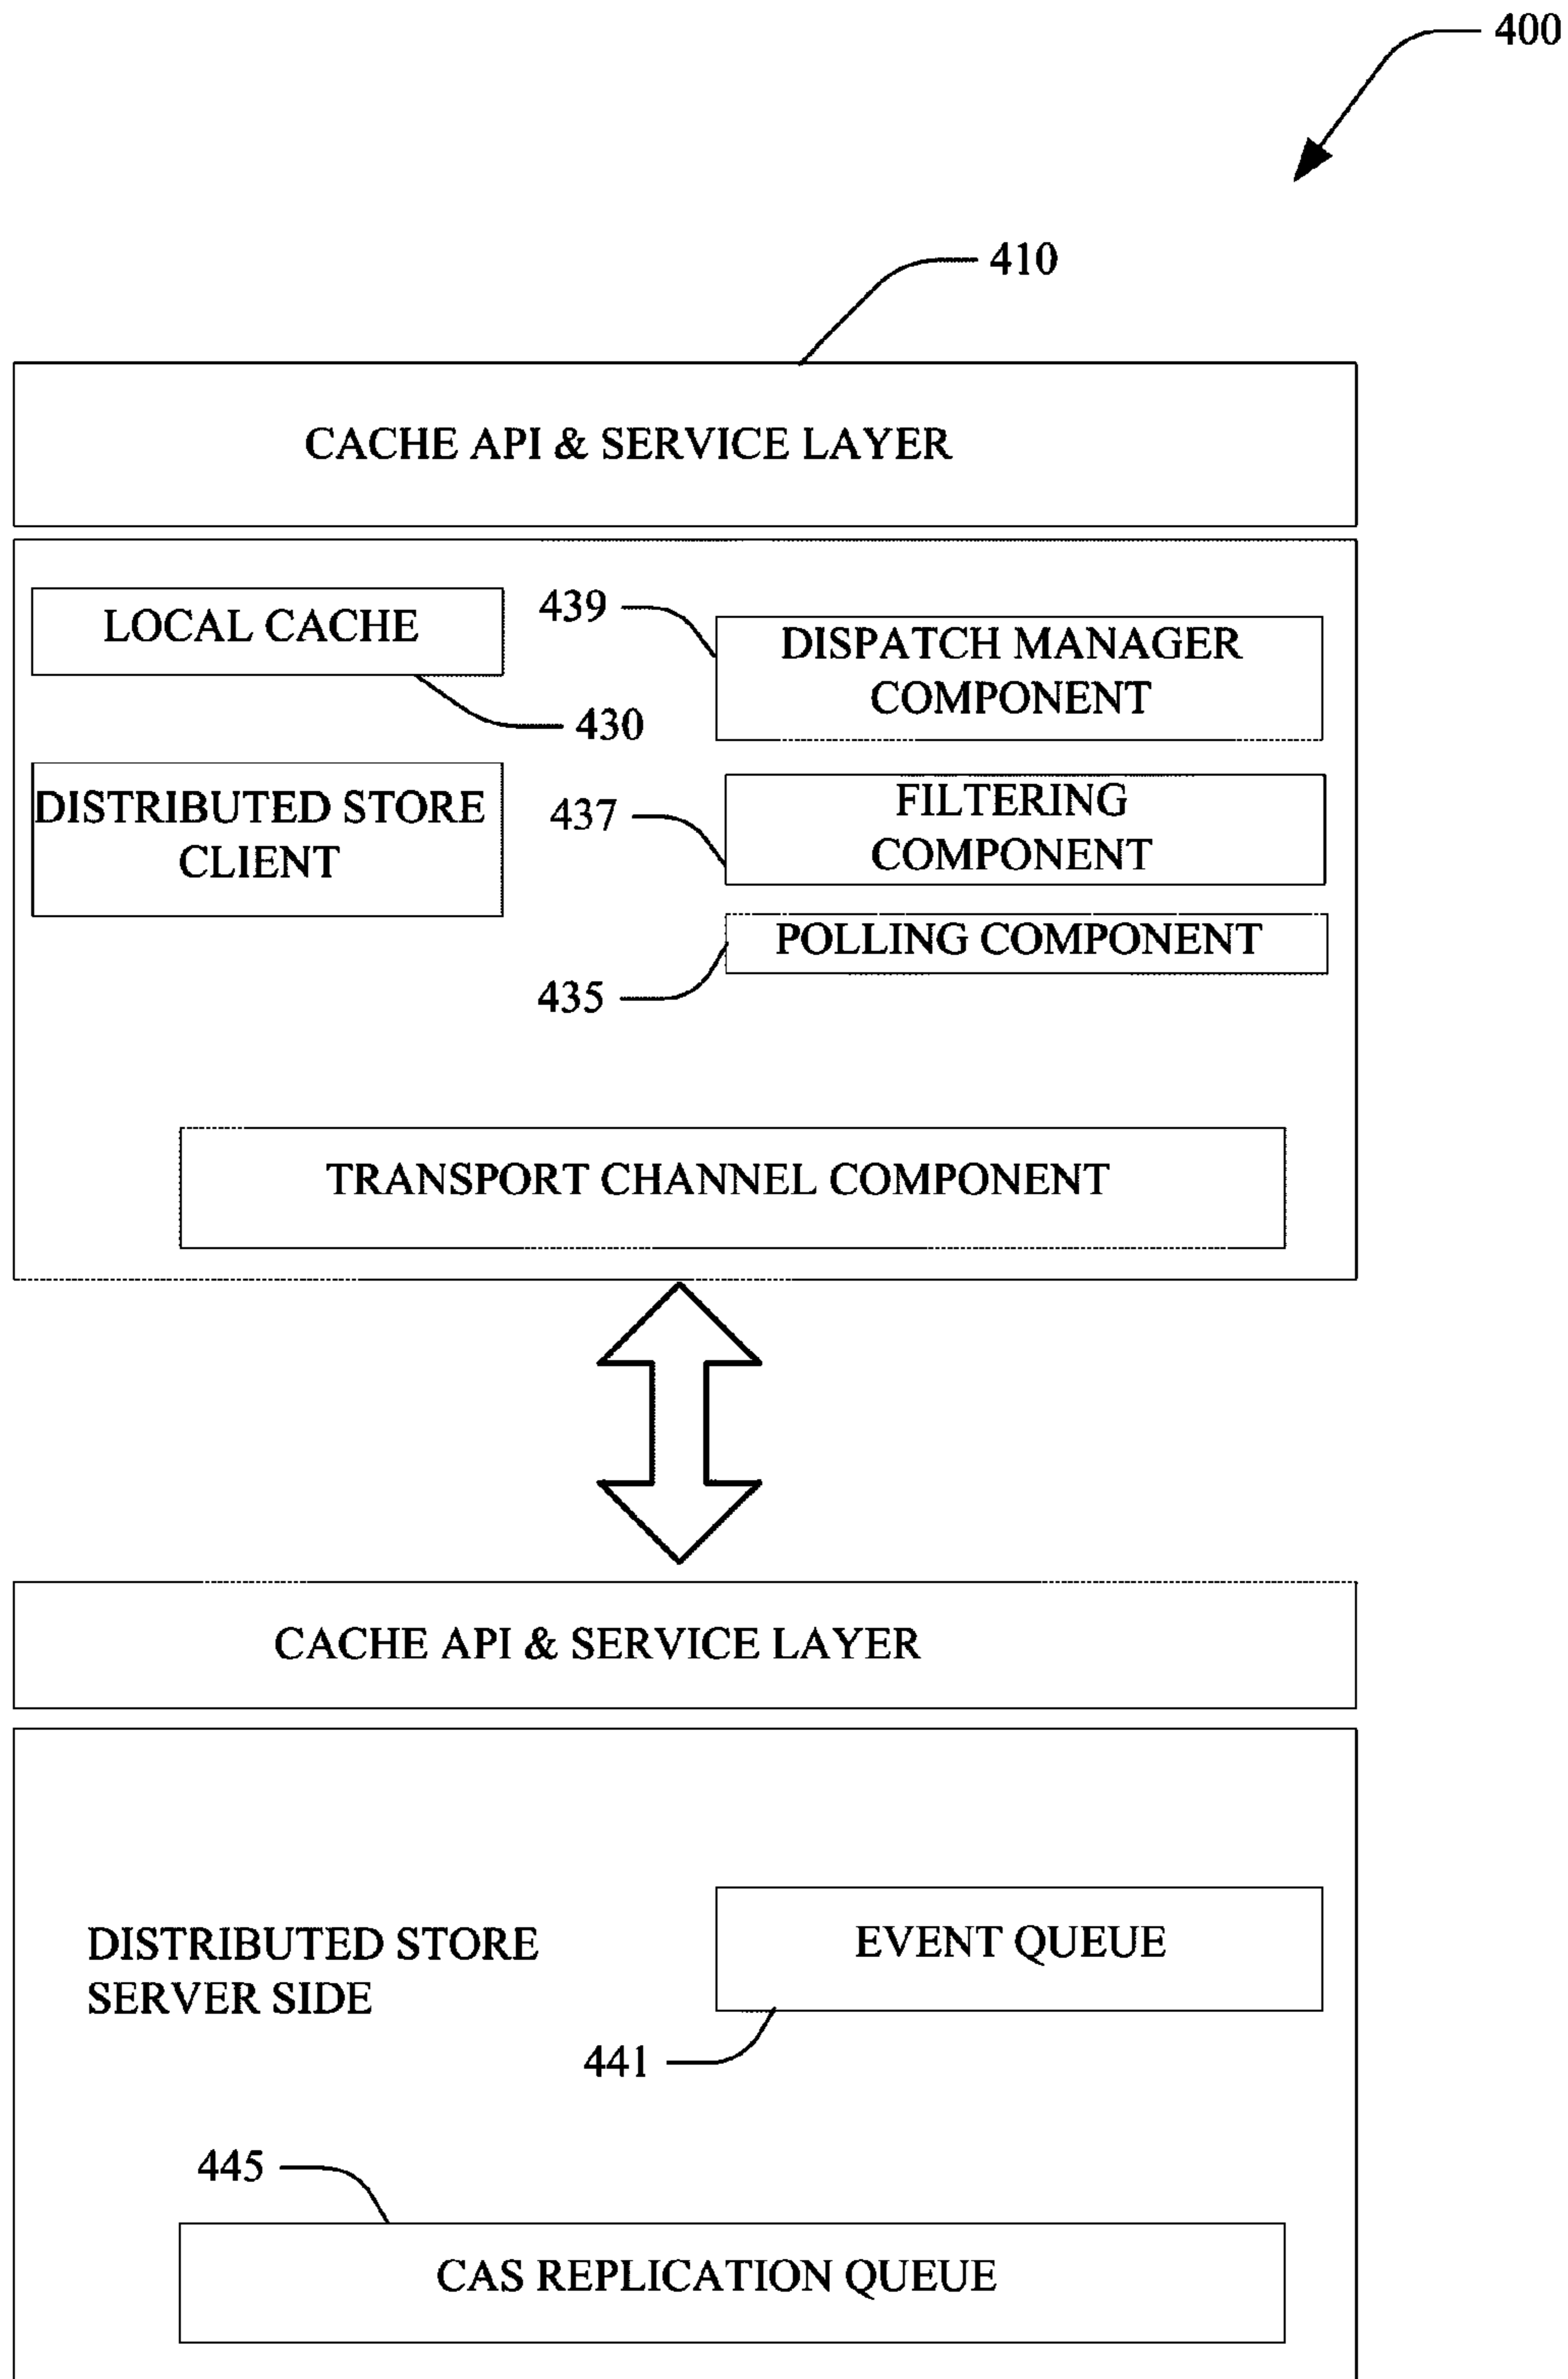 400
410
CACHE API & SERVICE LAYER
LOCAL CACHE
430
439
DISPATCH MANAGER
COMPONENT
DISTRIBUTED STORE
CLIENT
437
FILTERING
COMPONENT
435
POLLING COMPONENT
TRANSPORT CHANNEL COMPONENT
CACHE API & SERVICE LAYER
DISTRIBUTED STORE
SERVER SIDE
EVENT QUEUE
441
445
CAS REPLICATION QUEUE